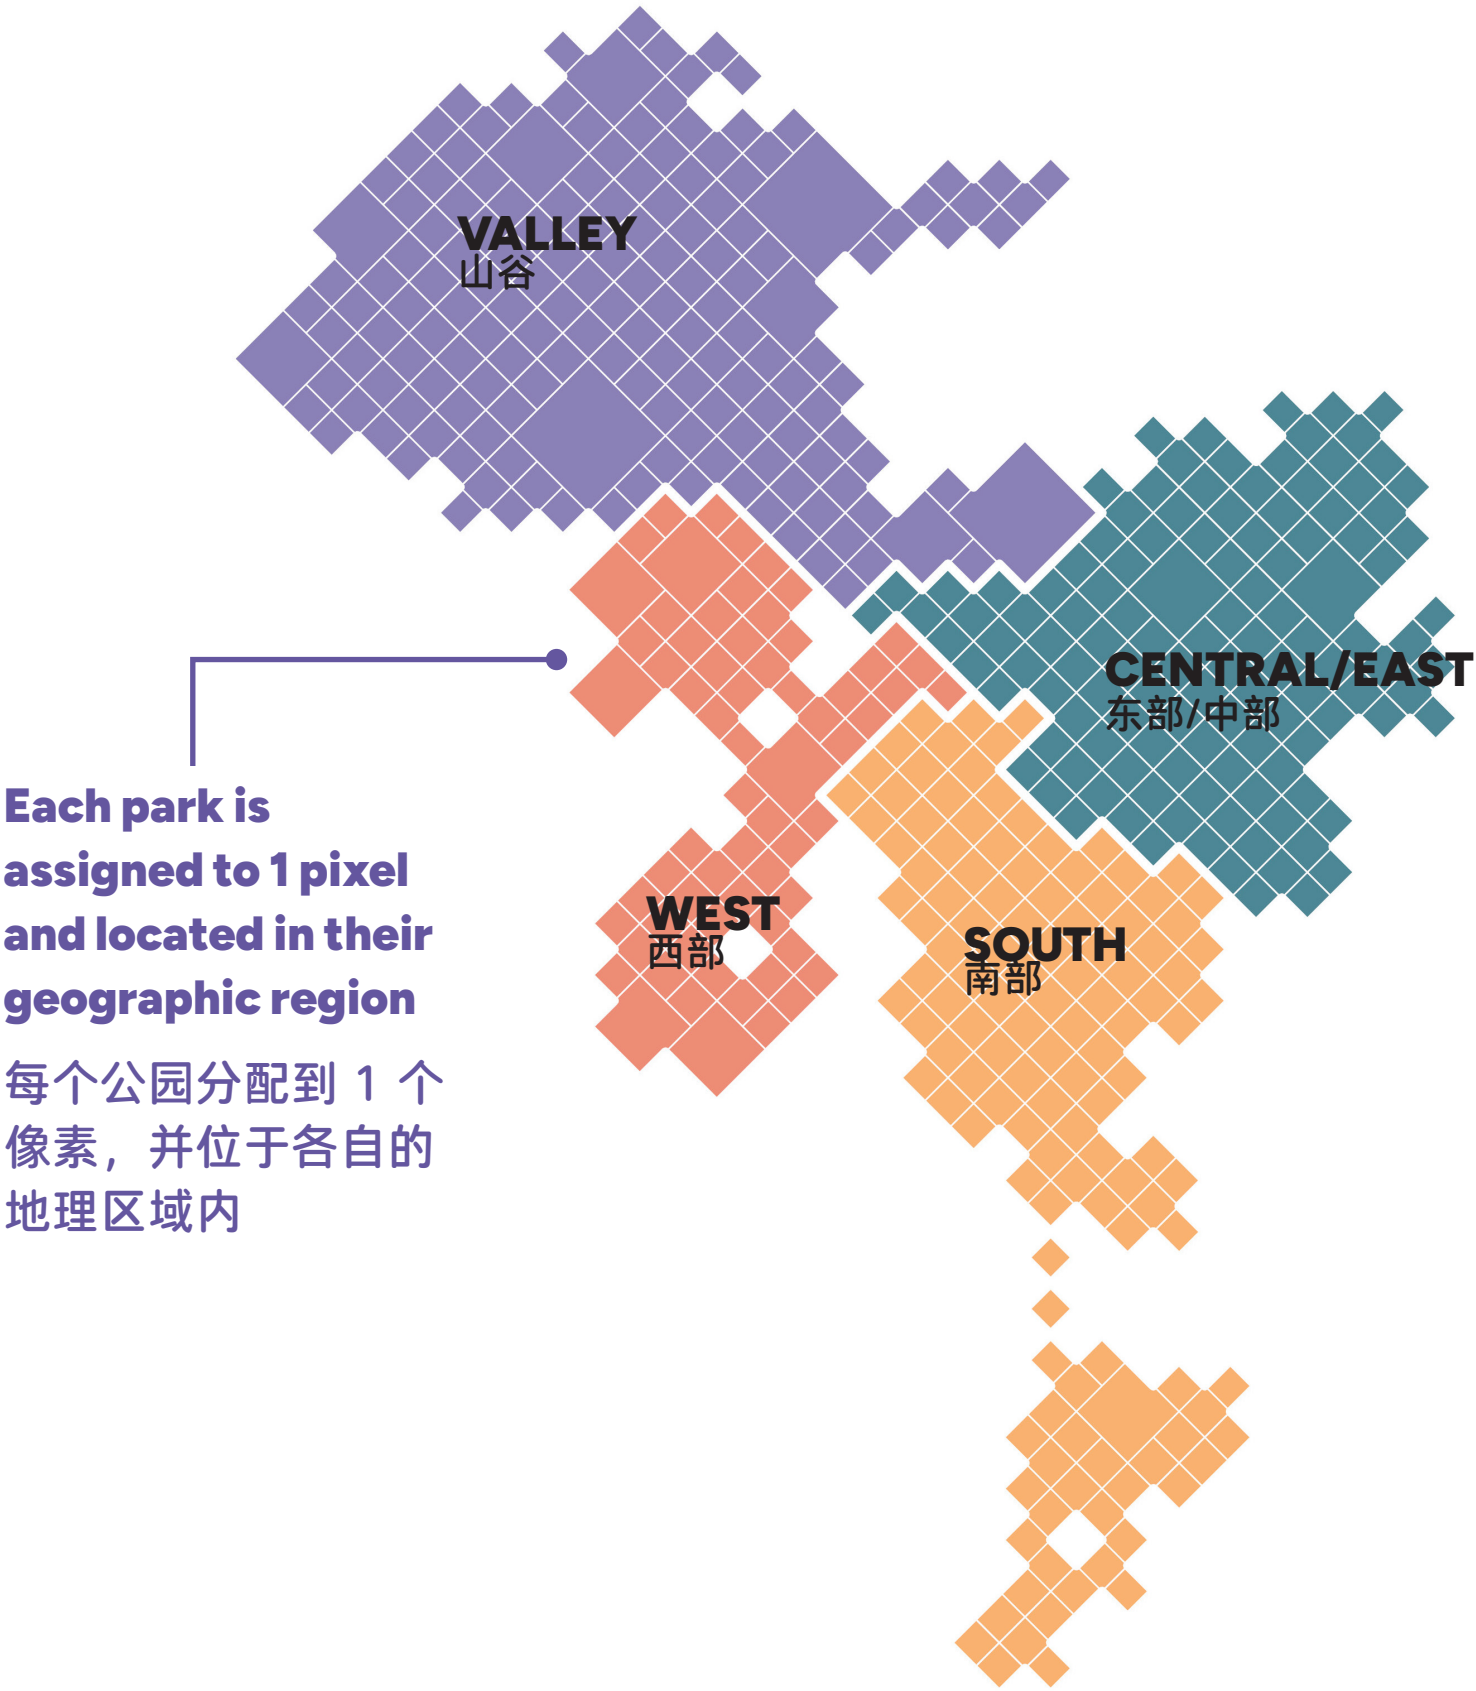 VALLEY
山谷
CENTRAL/EAST
东部/中部
Each park is
assigned to 1 pixel
and located in their
geographic region
每个公园分配到 1 个
像素，并位于各自的
地理区域内
WEST
西部
SOUTH
南部